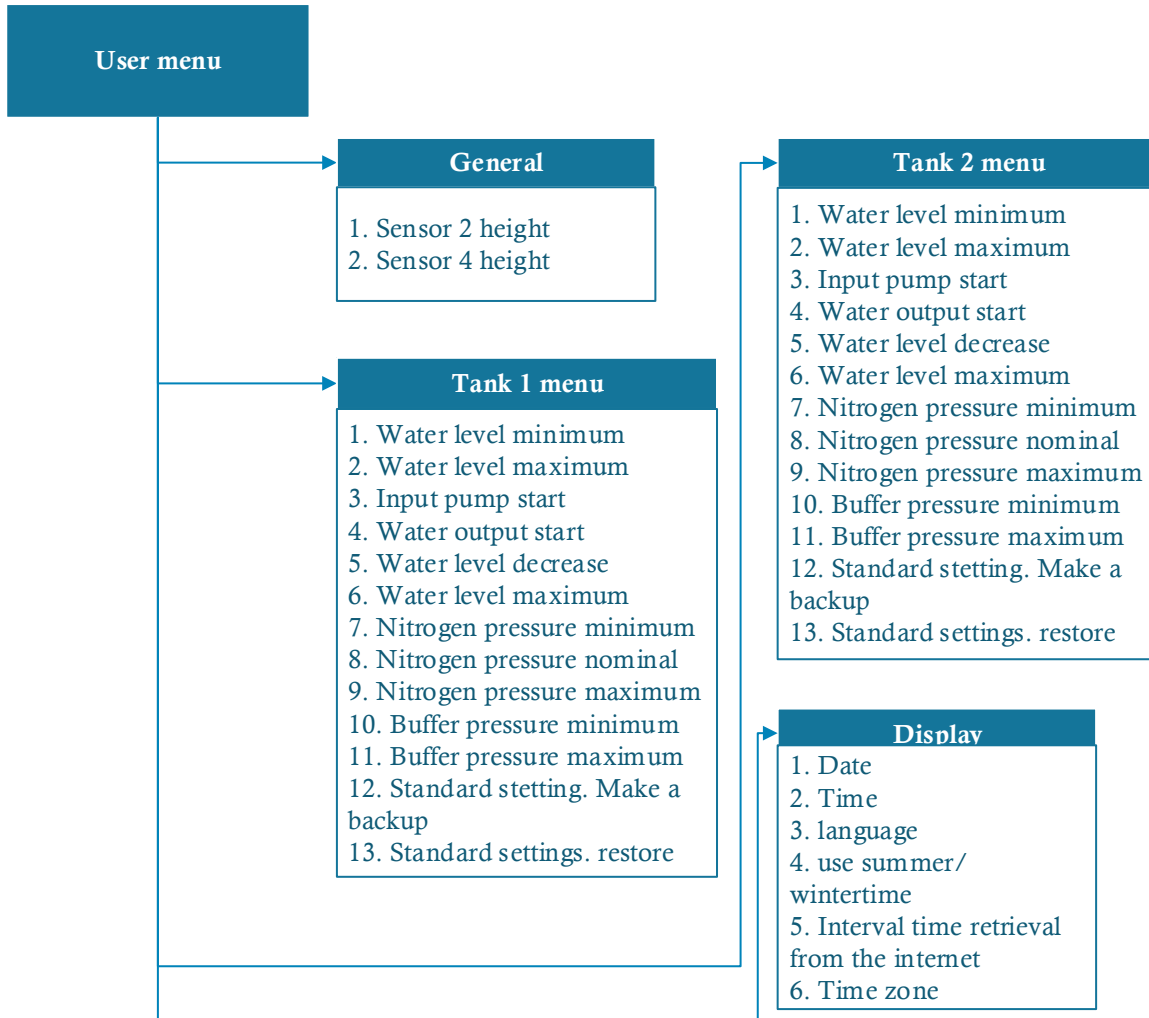 User menu
General
1. Sensor 2 height
2. Sensor 4 height
Tank 1 menu
1. Water level minimum
2. Water level maximum
3. Input pump start
4. Water output start
5. Water level decrease
6. Water level maximum
7. Nitrogen pressure minimum
8. Nitrogen pressure nominal
9. Nitrogen pressure maximum
10. Buffer pressure minimum
11. Buffer pressure maximum
12. Standard stetting. Make a
backup
13. Standard settings. restore
Tank 2 menu
1. Water level minimum
2. Water level maximum
3. Input pump start
4. Water output start
5. Water level decrease
6. Water level maximum
7. Nitrogen pressure minimum
8. Nitrogen pressure nominal
9. Nitrogen pressure maximum
10. Buffer pressure minimum
11. Buffer pressure maximum
12. Standard stetting. Make a
backup
13. Standard settings. restore
Display
1. Date
2. Time
3. language
4. use summer/
wintertime
5. Interval time retrieval
from the internet
6. Time zone